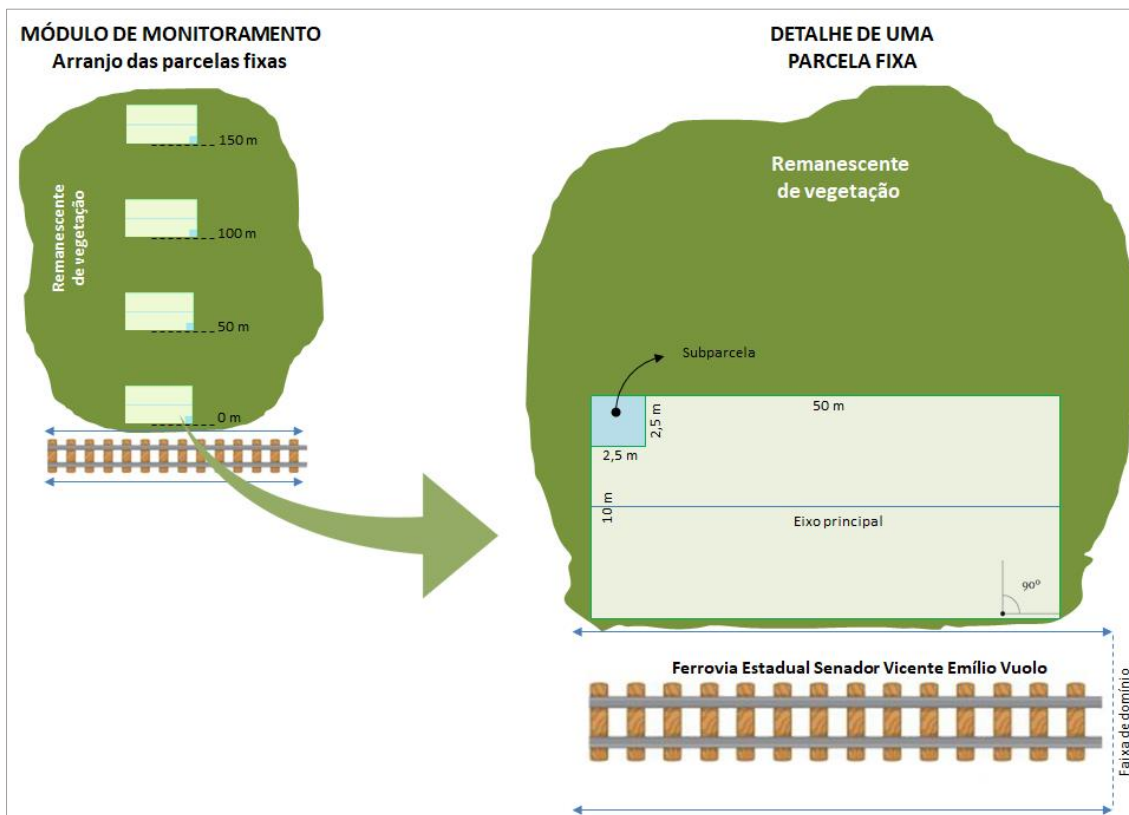 MÓDULO DE MONITORAMENTO
Arranjo das parcelas fixas
Remanescente
de vegetação
150 m
100 m
50 m
0 m
DETALHE DE UMA
PARCELA FIXA
Remanescente
de vegetação
Subparcela
50 m
2,5 m
2,5 m
10 m
Eixo principal
90º
Ferrovia Estadual Senador Vicente Emílio Vuolo
Faixa de domínio